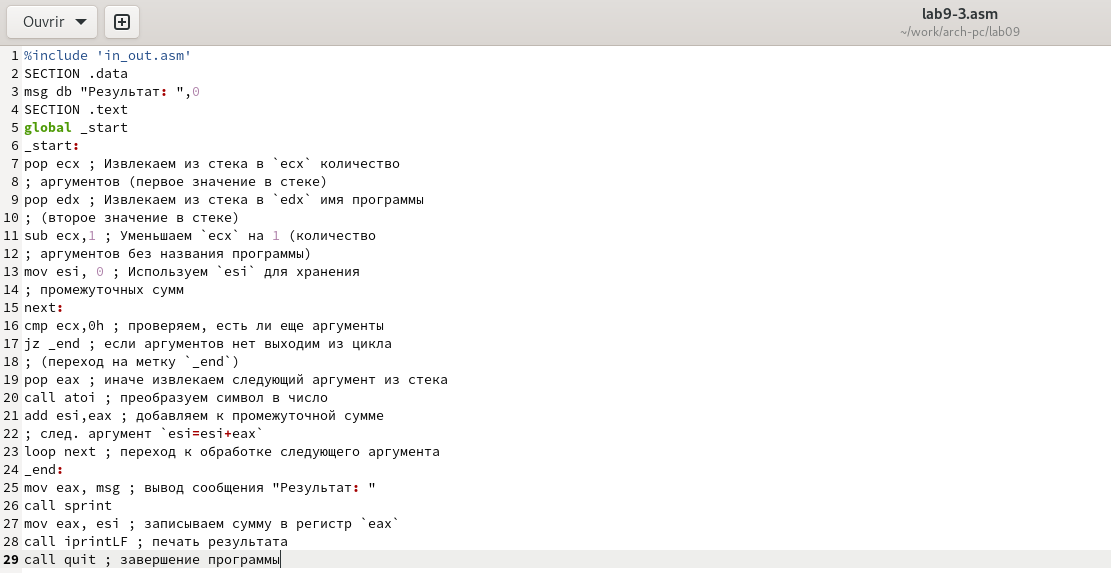 Ouvrir
lab9-3.asm
~/work/arch-pc/lab09
1 %include 'in_out.asm'
2 SECTION .data
3 msg db "Результат: ",0
4 SECTION .text
5 global _start
6 _start:
7 pop ecx ; Извлекаем из стека в `ecx` количество
8 ; аргументов (первое значение в стеке)
9 pop edx ; Извлекаем из стека в `edx` имя программы
10 ; (второе значение в стеке)
11 sub ecx,1 ; Уменьшаем `ecx` на 1 (количество
12 ; аргументов без названия программы)
13 mov esi, 0 ; Используем `esi` для хранения
14 ; промежуточных сумм
15 next:
16 cmp ecx,0h ; проверяем, есть ли еще аргументы
17 jz _end ; если аргументов нет выходим из цикла
18 ; (переход на метку `_end`)
19 pop eax ; иначе извлекаем следующий аргумент из стека
20 call atoi ; преобразуем символ в число
21 add esi,eax ; добавляем к промежуточной сумме
22 ; след. аргумент `esi=esi+eax`
23 loop next ; переход к обработке следующего аргумента
24 _end:
25 mov eax, msg ; вывод сообщения "Результат: "
26 call sprint
27 mov eax, esi ; записываем сумму в регистр `eax`
28 call iprintLF ; печать результата
29 call quit ; завершение программы